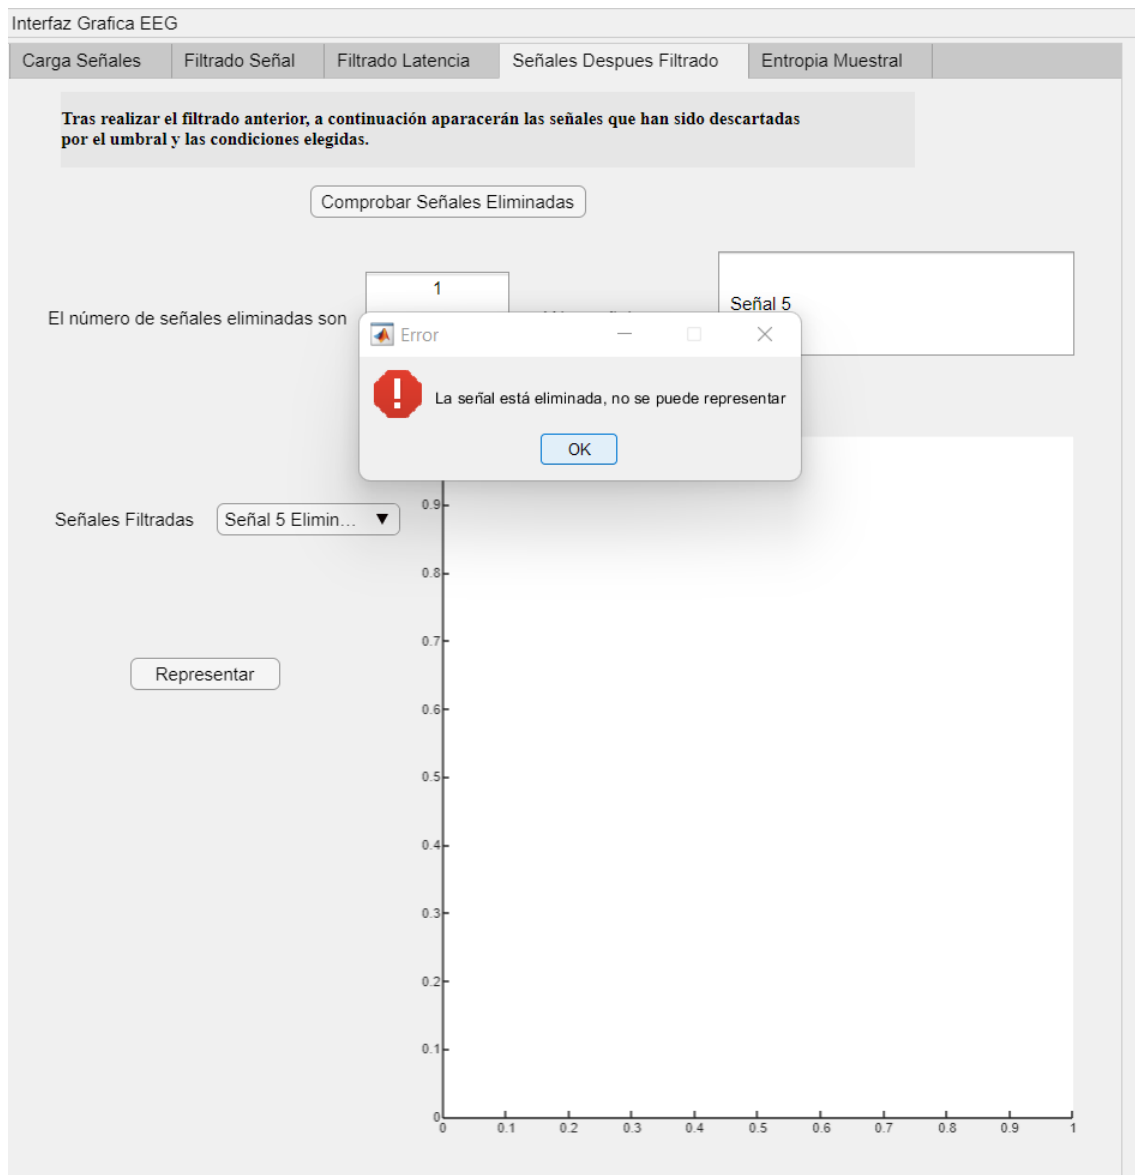 Interfaz Grafica EEG
Carga Señales
Filtrado Señal
Filtrado Latencia
Señales Despues Filtrado
Entropia Muestral
Tras realizar el filtrado anterior, a continuación aparacerán las señales que han sido descartadas
por el umbral y las condiciones elegidas.
Comprobar Señales Eliminadas
El número de señales eliminadas son
1
Señal 5
Error
La señal está eliminada, no se puede representar
OK
Señales Filtradas
Señal 5 Elimin...
Representar
0.9
0.8
0.7
0.6
0.5
0.4
0.3
0.2
0.1
0
0 0.1 0.2 0.3 0.4 0.5 0.6 0.7 0.8 0.9 1